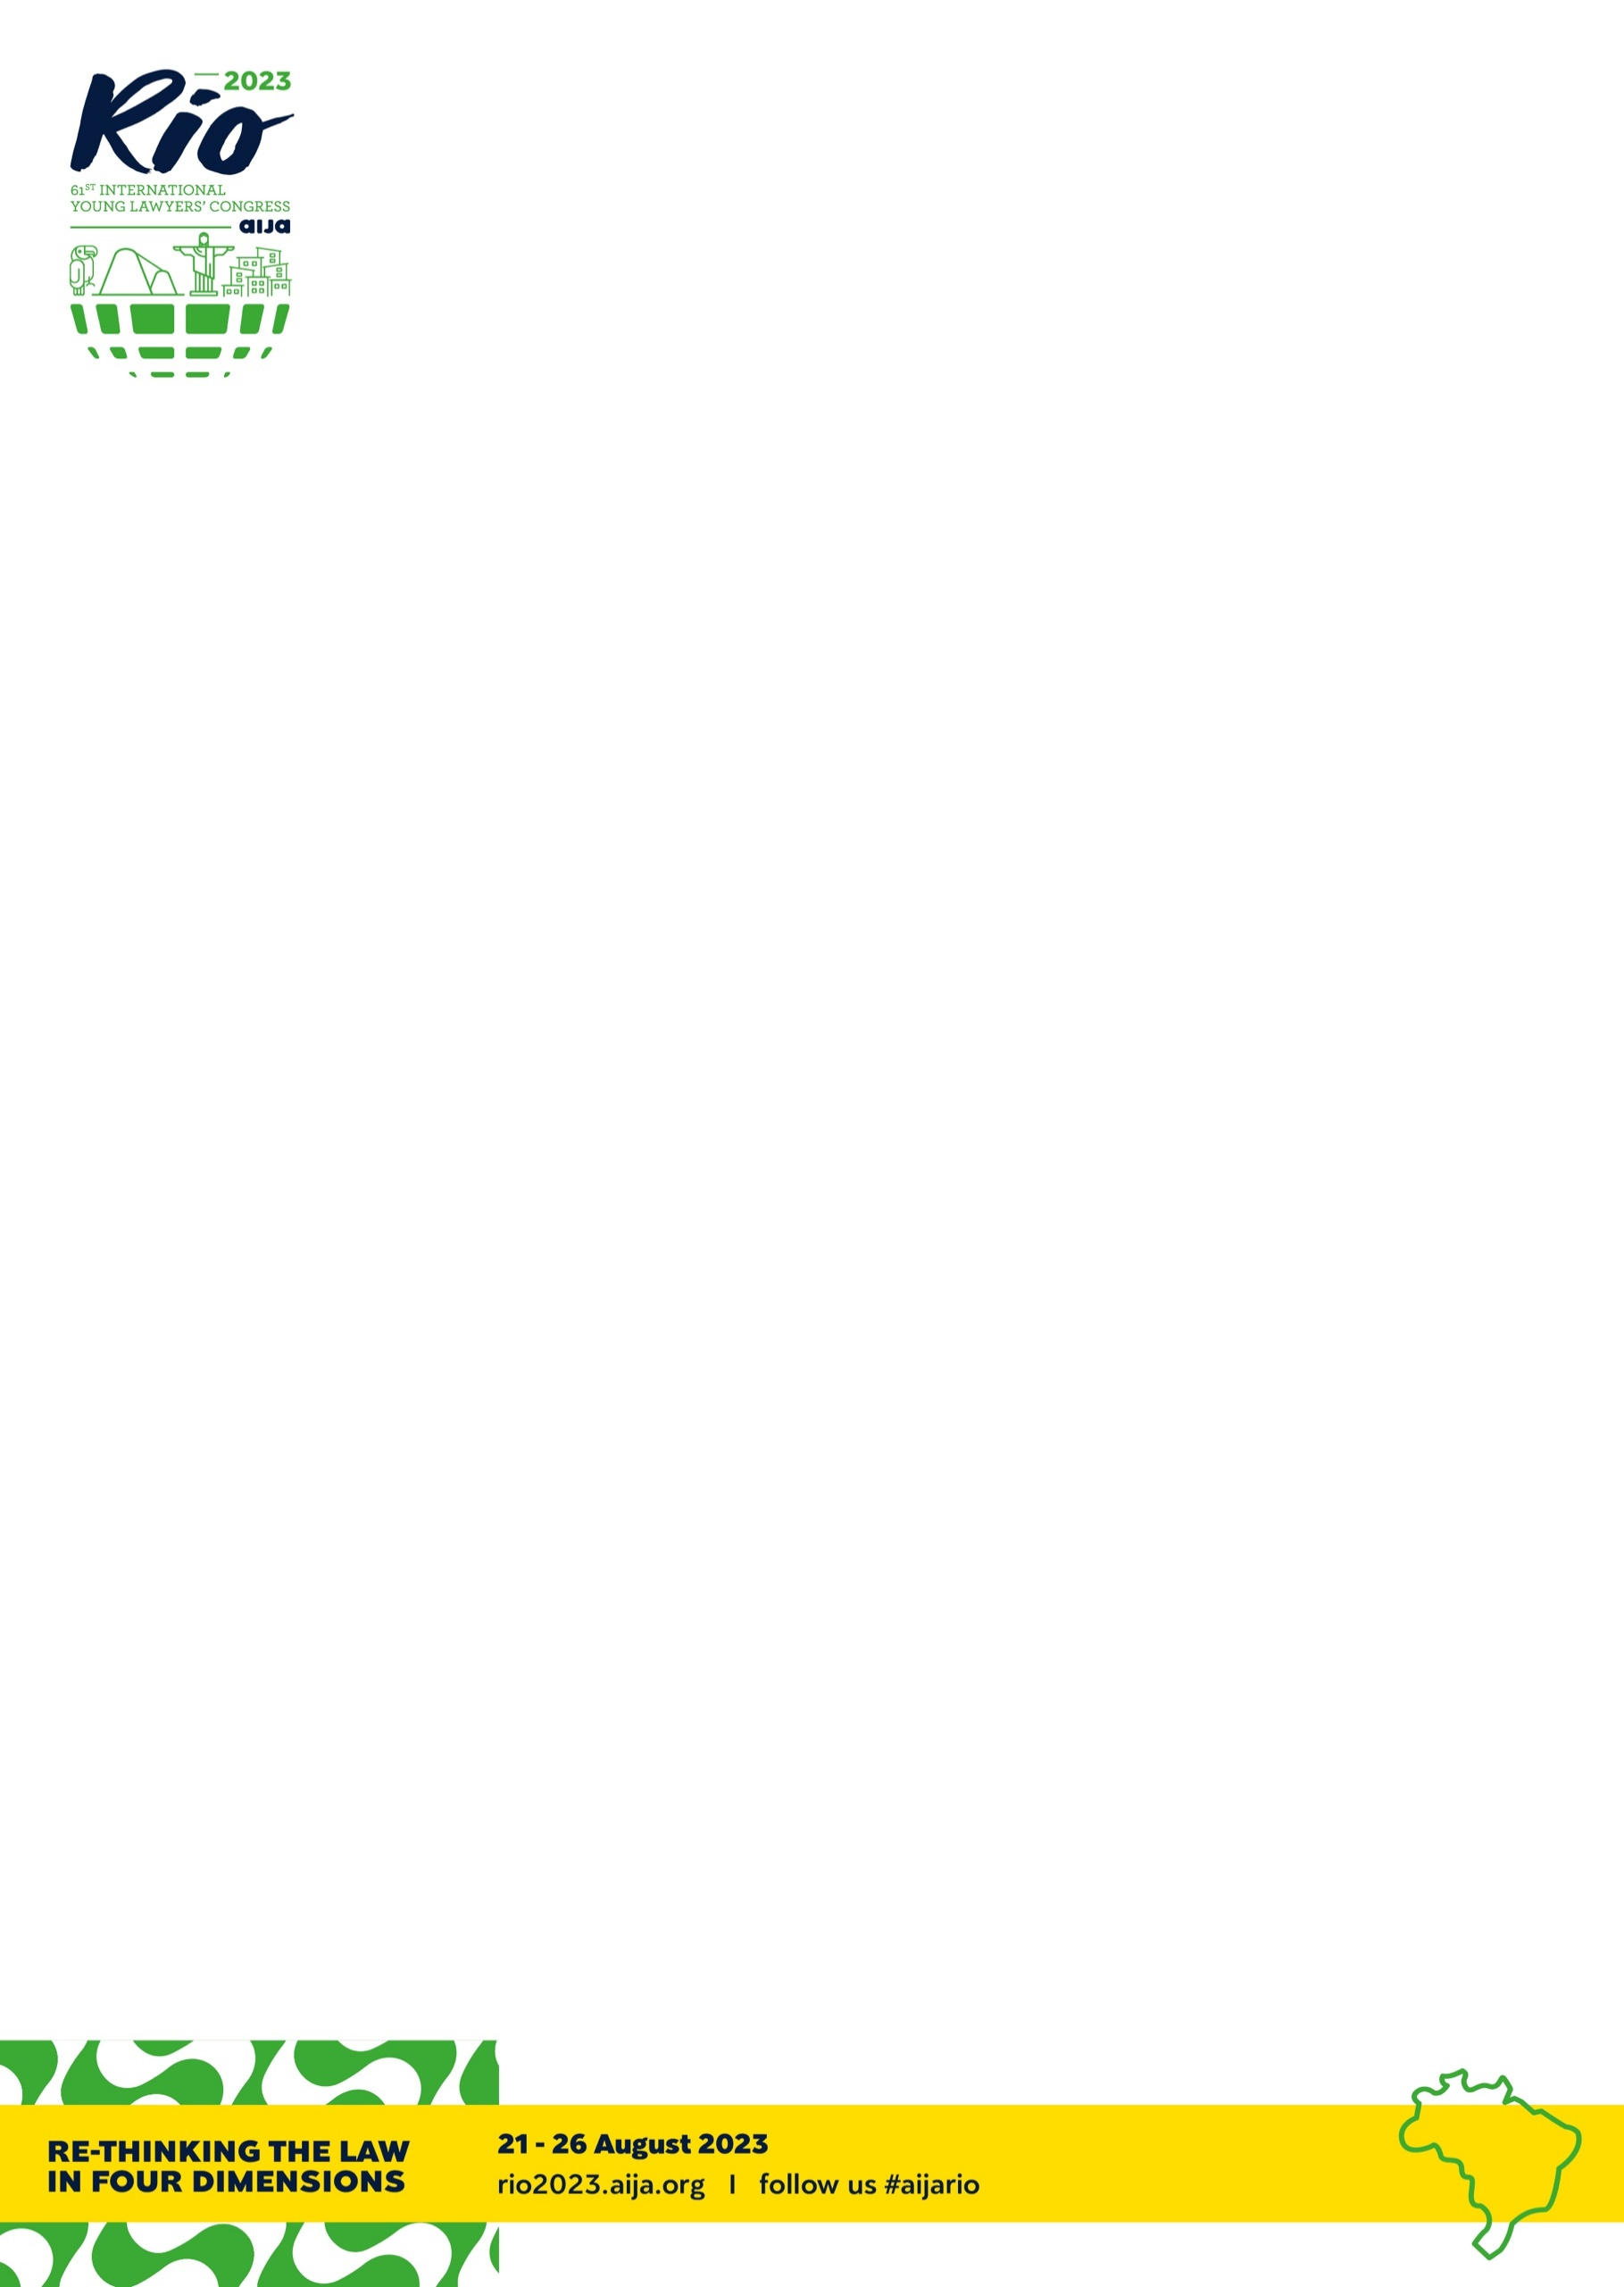 2023
Rio
61ST INTERNATIONAL
YOUNG LAWYERS' CONGRESS
aija
RE-THINKING THE LAW
IN FOUR DIMENSIONS
21 - 26 August 2023
rio2023.aija.org | follow us #aijario